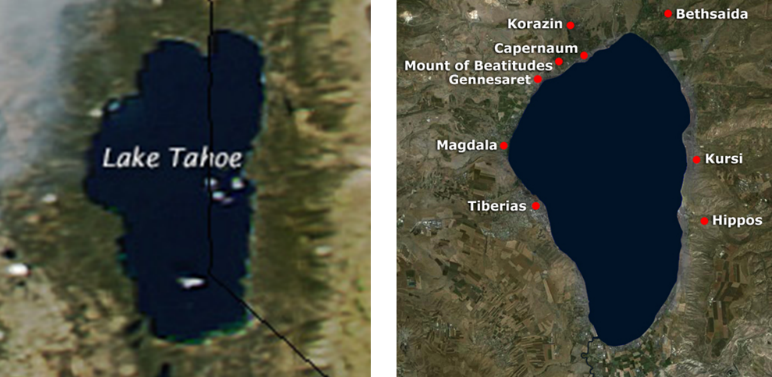 Lake Tahoe
Bethsaida
Korazin
Capernaum
Mount of Beatitudes
Gennesaret
Magdala
Kursi
Tiberias
Hippos